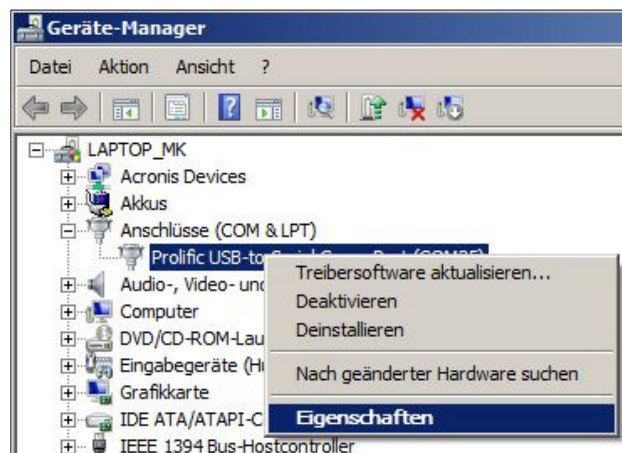 Geräte-Manager
Datei Aktion Ansicht ?
LAPTOP_MK
Acronis Devices
Akkus
Anschlüsse (COM & LPT)
Prolific USB-to
Treibersoftware aktualisieren...
Audio-, Video- und
Deaktivieren
Computer
Deinstallieren
DVD/CD-ROM-Lau
Eingabegeräte (Hu
Nach geänderter Hardware suchen
Grafikkarte
IDE ATA/ATAPI-C
Eigenschaften
IEEE 1394 Bus-Hostcontroller